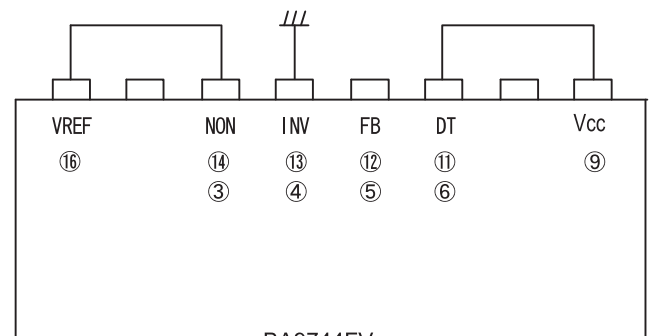 VREF NON INV FB DT Vcc
⑯ ⑭ ⑬ ⑫ ⑪ ⑨
③ ④ ⑤ ⑥